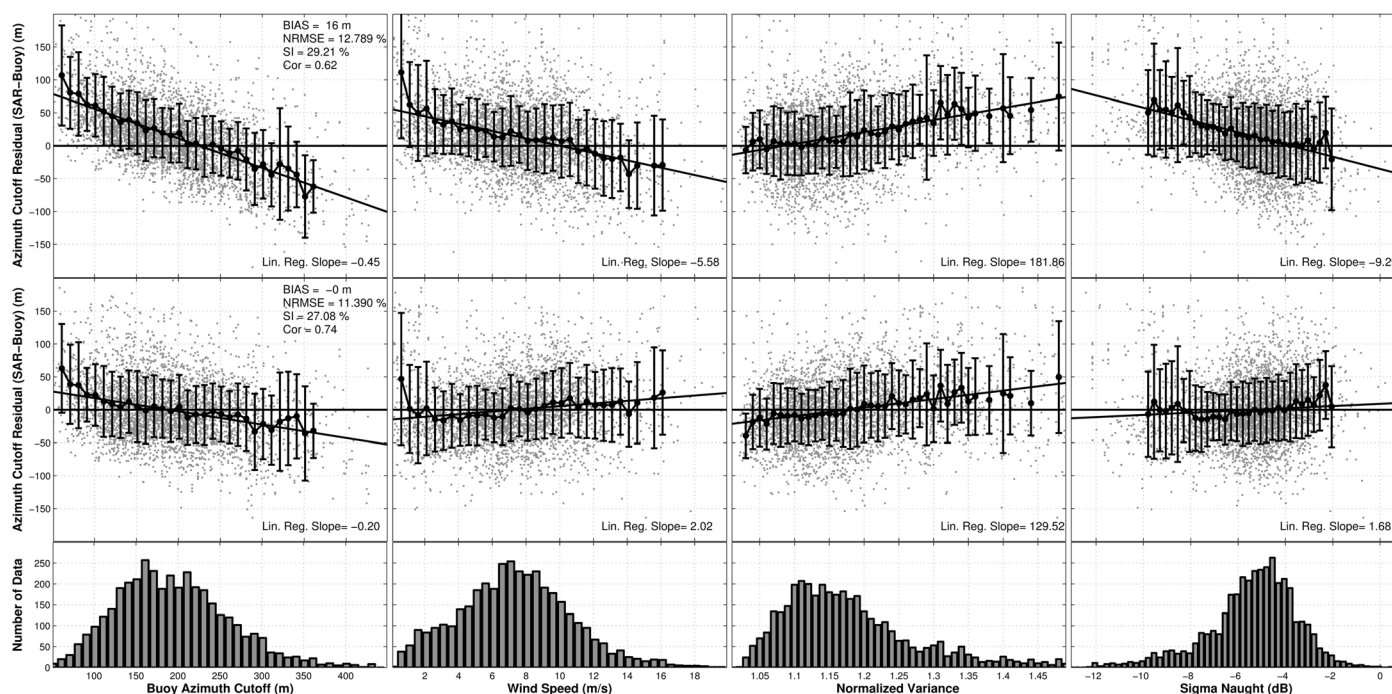 Azimuth Cutoff Residual (SAR−Buoy) (m)
150
100
50
0
−50
−100
−150
BIAS = 16 m
NRMSE = 12.789 %
SI = 29.21 %
Cor = 0.62
Lin. Reg. Slope= −0.45
Lin. Reg. Slope= −5.58
Lin. Reg. Slope= 181.86
Lin. Reg. Slope= −9.2
Azimuth Cutoff Residual (SAR−Buoy) (m)
150
100
50
0
−50
−100
−150
BIAS = −0 m
NRMSE = 11.390 %
SI = 27.08 %
Cor = 0.74
Lin. Reg. Slope= −0.20
Lin. Reg. Slope= 2.02
Lin. Reg. Slope= 129.52
Lin. Reg. Slope= 1.68
Number of Data
250
200
150
100
50
0
100 150 200 250 300 350 400
2 4 6 8 10 12 14 16 18
1.05 1.1 1.15 1.2 1.25 1.3 1.35 1.4 1.45
−12 −10 −8 −6 −4 −2 0
Buoy Azimuth Cutoff (m)
Wind Speed (m/s)
Normalized Variance
Sigma Naught (dB)